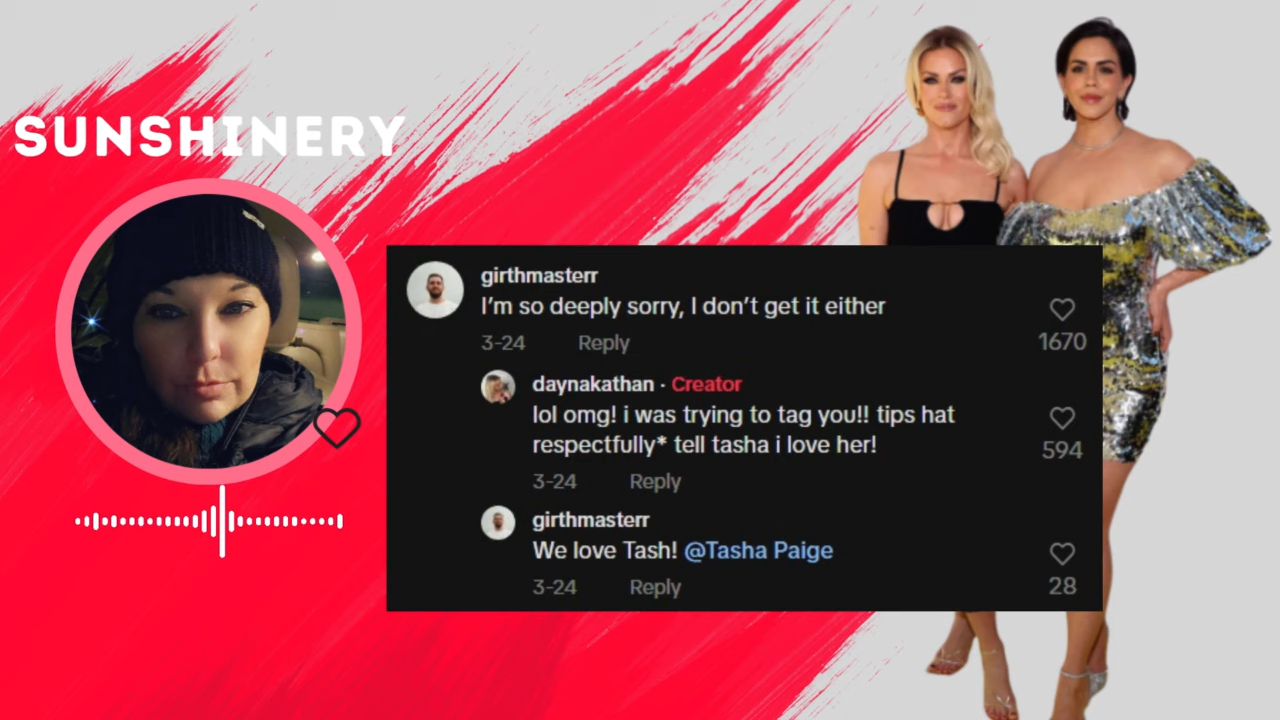 SUNSHINERY
girthmasterr
I’m so deeply sorry, I don’t get it either
3-24 Reply
1670
daynakathan · Creator
lol omg! i was trying to tag you!! tips hat
respectfully* tell tasha i love her!
594
3-24 Reply
girthmasterr
We love Tash! @Tasha Paige
3-24 Reply
28